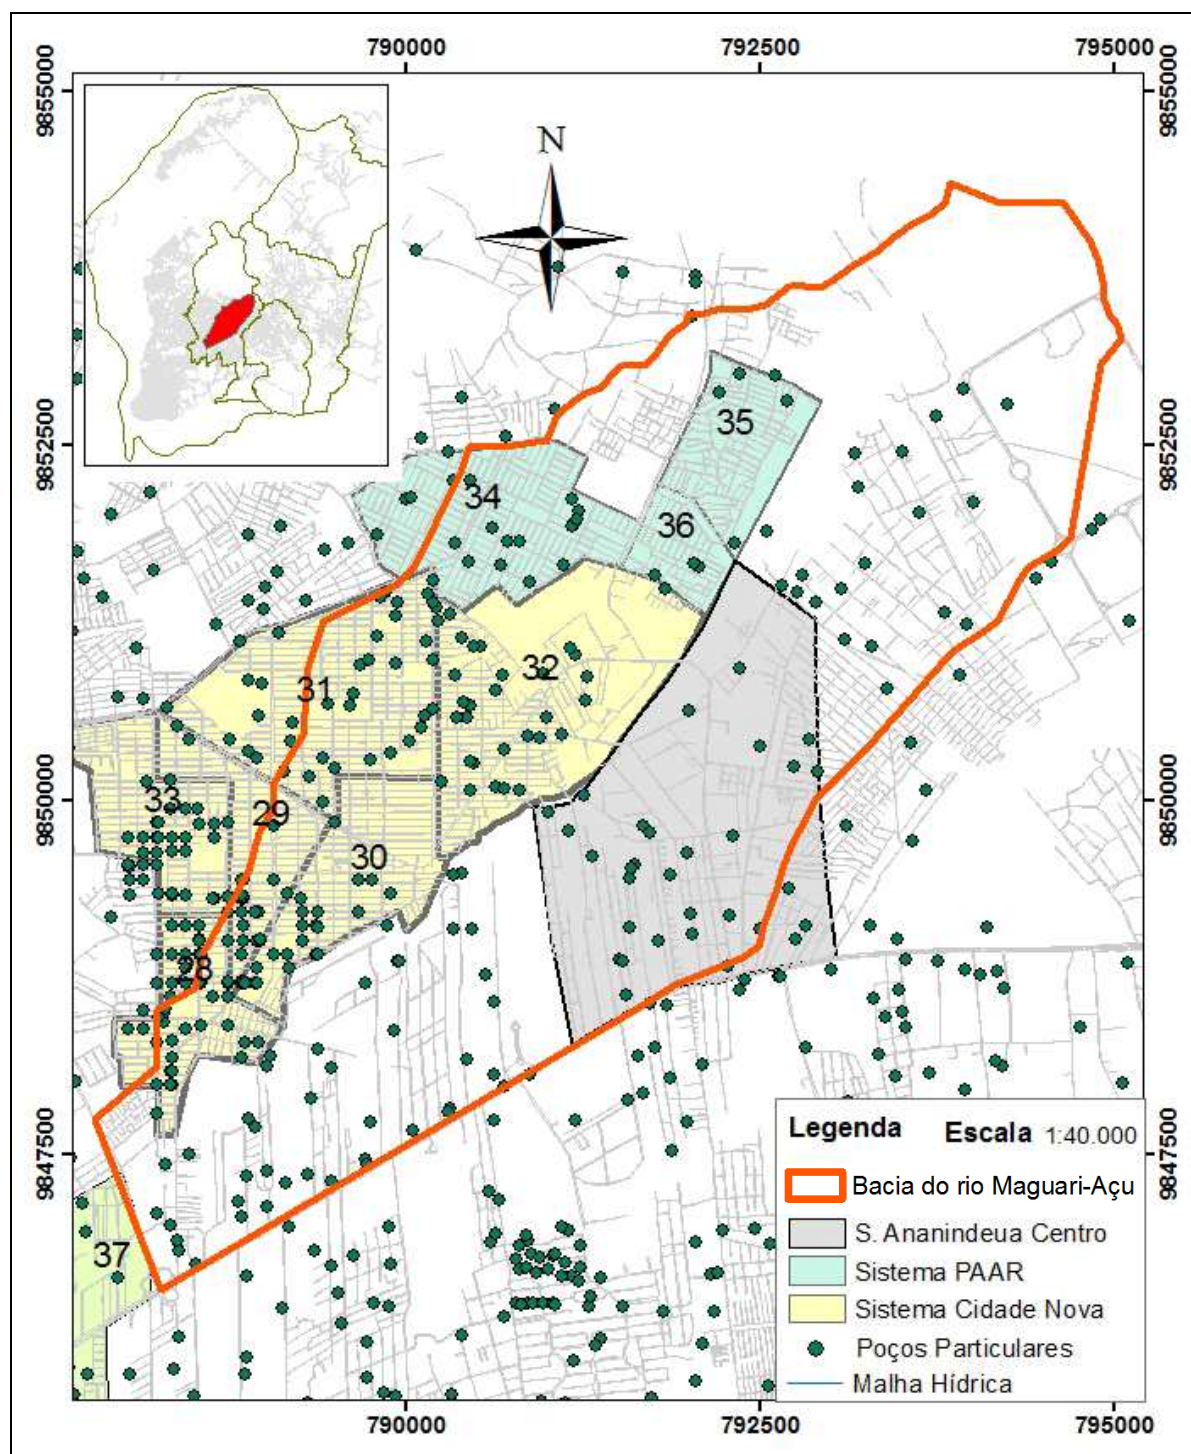 790000 792500 795000
9855000 9855000
N
9852500 9852500
35
34
36
32
31
33
29
30
9850000 9850000
28
37
9847500 9847500
Legenda Escala 1:40.000
Bacia do rio Maguari-Açu
S. Ananindeua Centro
Sistema PAAR
Sistema Cidade Nova
Poços Particulares
Malha Hídrica
790000 792500 795000